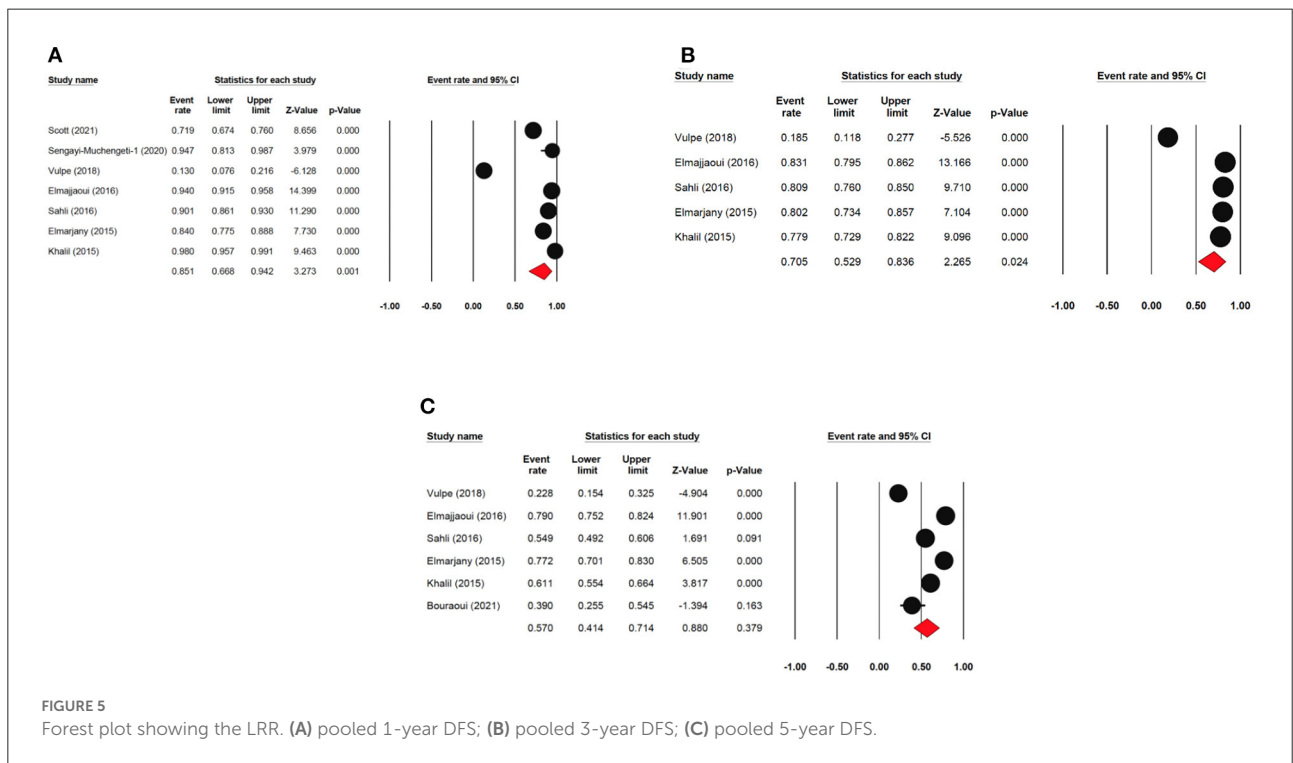 A
Study name Statistics for each study Event rate and 95% CI
Event rate Lower limit Upper limit Z-Value p-Value
Scott (2021) 0.719 0.674 0.760 8.656 0.000
Sengayi-Muchengeti-1 (2020) 0.947 0.813 0.987 3.979 0.000
Vulpe (2018) 0.130 0.076 0.216 -6.128 0.000
Elmajjaoui (2016) 0.940 0.915 0.958 14.399 0.000
Sahli (2016) 0.901 0.861 0.930 11.290 0.000
Elmarjany (2015) 0.840 0.775 0.888 7.730 0.000
Khalil (2015) 0.980 0.957 0.991 9.463 0.000
0.851 0.668 0.942 3.273 0.001
-1.00 -0.50 0.00 0.50 1.00
B
Study name Statistics for each study Event rate and 95% CI
Event rate Lower limit Upper limit Z-Value p-Value
Vulpe (2018) 0.185 0.118 0.277 -5.526 0.000
Elmajjaoui (2016) 0.831 0.795 0.862 13.166 0.000
Sahli (2016) 0.809 0.760 0.850 9.710 0.000
Elmarjany (2015) 0.802 0.734 0.857 7.104 0.000
Khalil (2015) 0.779 0.729 0.822 9.096 0.000
0.705 0.529 0.836 2.265 0.024
-1.00 -0.50 0.00 0.50 1.00
C
Study name Statistics for each study Event rate and 95% CI
Event rate Lower limit Upper limit Z-Value p-Value
Vulpe (2018) 0.228 0.154 0.325 -4.904 0.000
Elmajjaoui (2016) 0.790 0.752 0.824 11.901 0.000
Sahli (2016) 0.549 0.492 0.606 1.691 0.091
Elmarjany (2015) 0.772 0.701 0.830 6.505 0.000
Khalil (2015) 0.611 0.554 0.664 3.817 0.000
Bouraoui (2021) 0.390 0.255 0.545 -1.394 0.163
0.570 0.414 0.714 0.880 0.379
-1.00 -0.50 0.00 0.50 1.00
FIGURE 5
Forest plot showing the LRR. (A) pooled 1-year DFS; (B) pooled 3-year DFS; (C) pooled 5-year DFS.